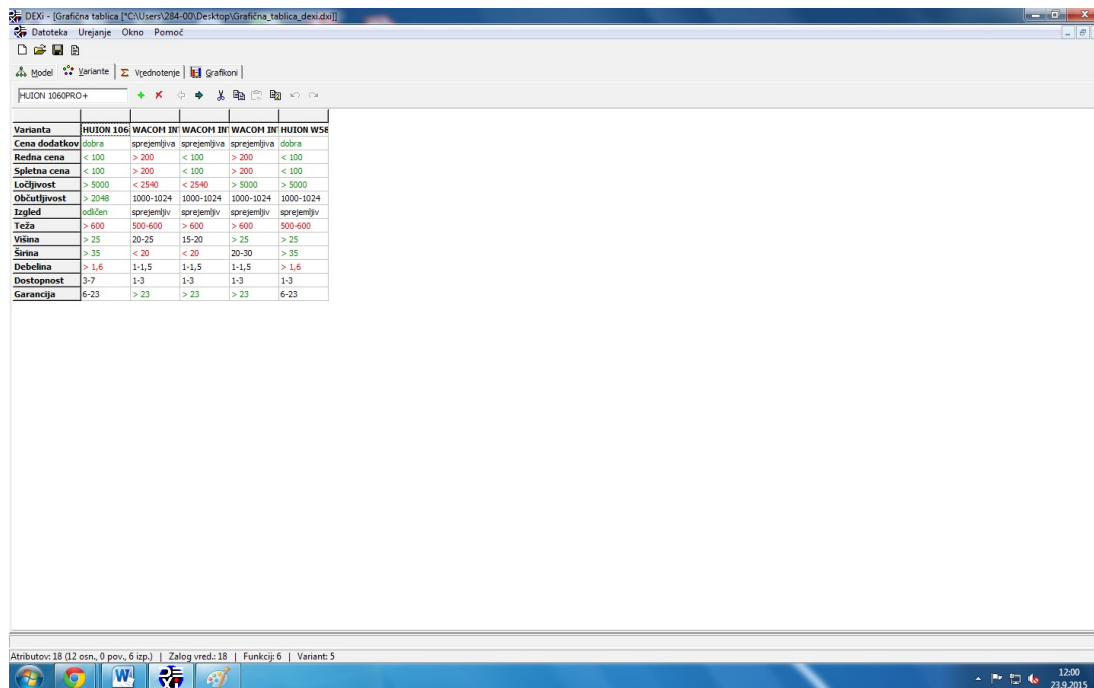 DEXi - [Grafična tablica [*C:\Users\284-00\Desktop\Grafična_tablica_dexi.dxi]]
Datoteka Urejanje Okno Pomoč
Model Variante Vrednotenje Grafikoni
HUION 1060PRO+
Varianta HUION 106 WACOM IN WACOM IN WACOM IN HUION W58
Cena dodatkov dobra sprejemljiva sprejemljiva sprejemljiva dobra
Redna cena < 100 > 200 < 100 > 200 < 100
Spletna cena < 100 > 200 < 100 > 200 < 100
Ločljivost > 5000 < 2540 < 2540 > 5000 > 5000
Občutljivost > 2048 1000-1024 1000-1024 1000-1024 1000-1024
Izgled odličen sprejemljiv sprejemljiv sprejemljiv sprejemljiv
Teža > 600 500-600 > 600 > 600 500-600
Višina > 25 20-25 15-20 > 25 > 25
Širina > 35 < 20 < 20 20-30 > 35
Debelina > 1,6 1-1,5 1-1,5 1-1,5 > 1,6
Dostopnost 3-7 1-3 1-3 1-3 1-3
Garancija 6-23 > 23 > 23 > 23 6-23
Atributov: 18 (12 osn., 0 pov., 6 izp.) | Zalog vred.: 18 | Funkcij: 6 | Variant: 5
12:00
23.9.2015